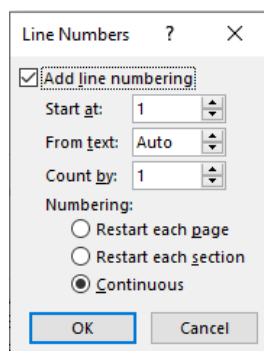 Line Numbers ? ×
Add line numbering
Start at: 1
From text: Auto
Count by: 1
Numbering:
Restart each page
Restart each section
Continuous
OK Cancel